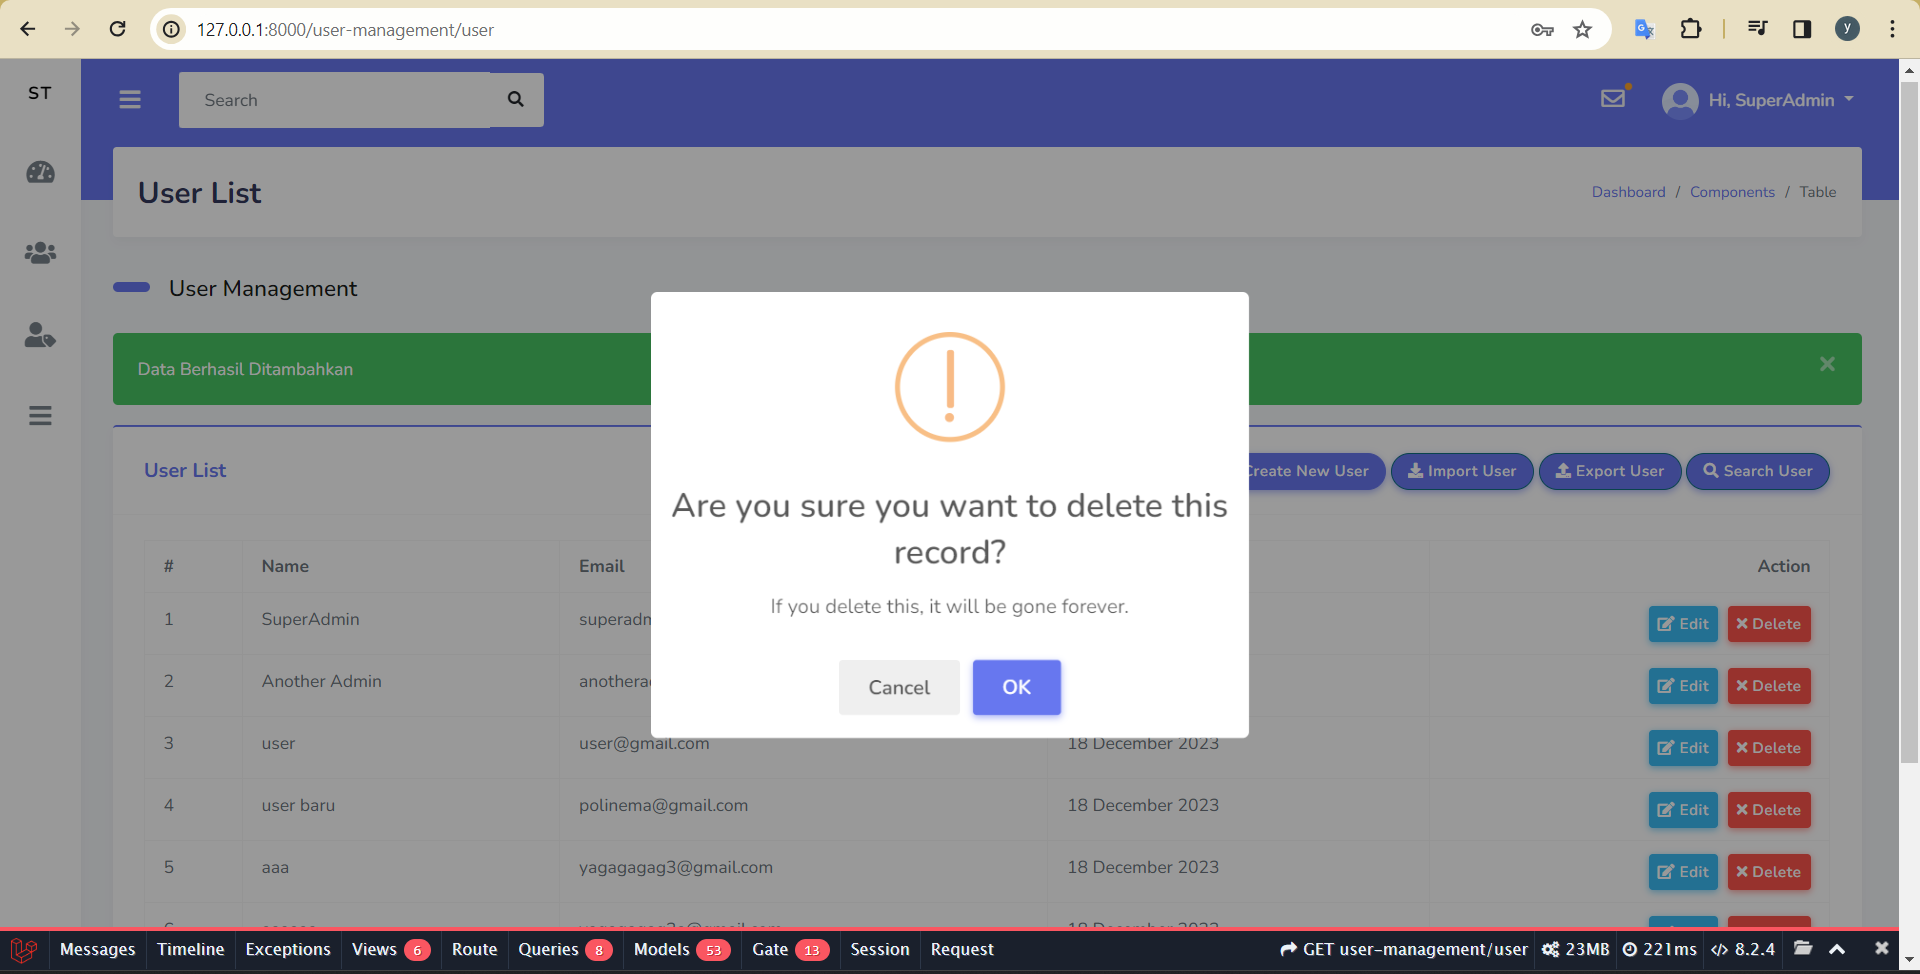 127.0.0.1:8000/user-management/user
y
ST
Search
Hi, SuperAdmin
User List
Dashboard / Components / Table
User Management
Data Berhasil Ditambahkan
User List
Create New User
Import User
Export User
Search User
Are you sure you want to delete this
record?
If you delete this, it will be gone forever.
Cancel
OK
# Name Email Action
1 SuperAdmin superadm Edit Delete
2 Another Admin anothera Edit Delete
3 user user@gmail.com 18 December 2023 Edit Delete
4 user baru polinema@gmail.com 18 December 2023 Edit Delete
5 aaa yagagagag3@gmail.com 18 December 2023 Edit Delete
Messages Timeline Exceptions Views 6 Route Queries 8 Models 53 Gate 13 Session Request GET user-management/user 23MB 221ms 8.2.4